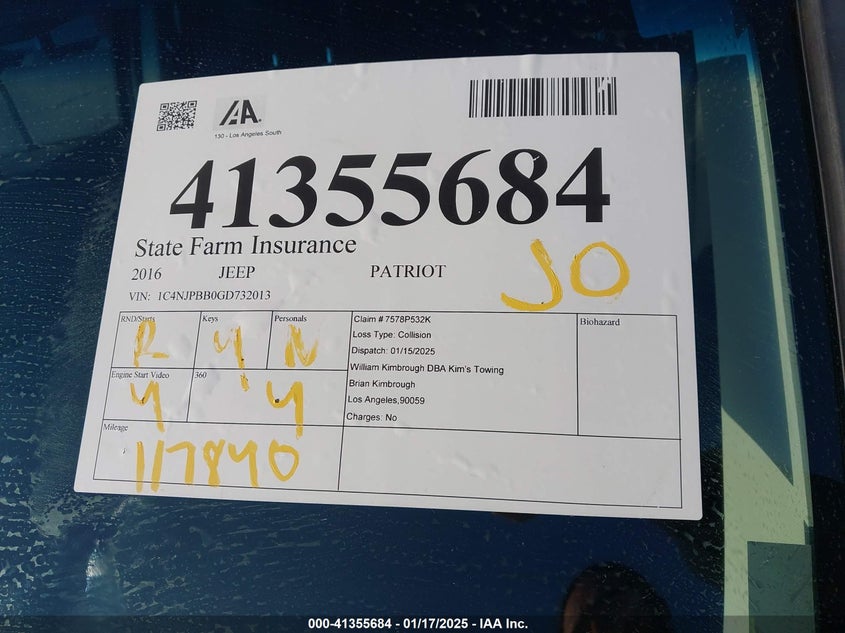 IAA.
150 - Los Angeles South
41355684
State Farm Insurance
2016 JEEP PATRIOT
JO
VIN: 1C4NJPBB0GD732013
RND/Starts Keys Personals
R Y N
Claim # 7578P532K
Loss Type: Collision
Dispatch: 01/15/2025
William Kimbrough DBA Kim's Towing
Brian Kimbrough
Los Angeles,90059
Charges: No
Biohazard
Engine Start Video 360
Y Y
Mileage
117840
000-41355684 - 01/17/2025 - IAA Inc.